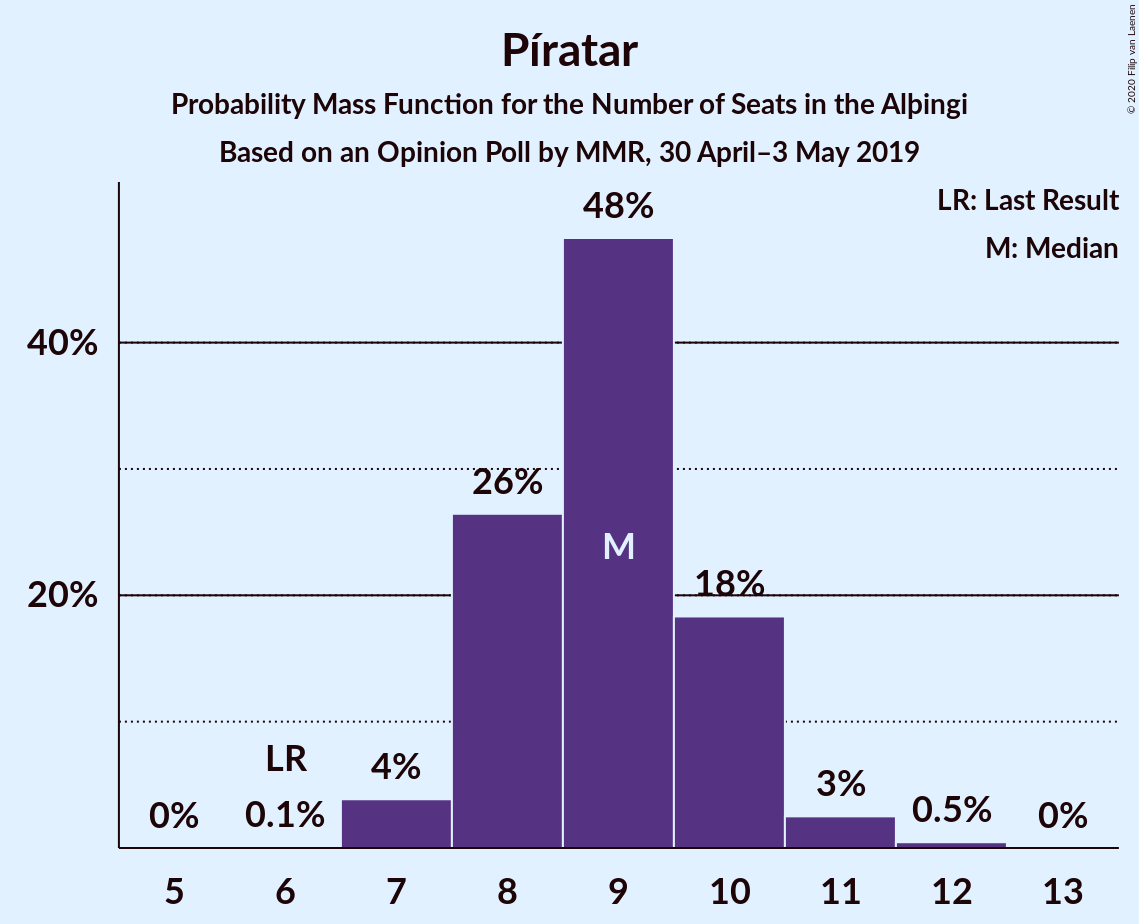 Píratar
Probability Mass Function for the Number of Seats in the Alþingi
Based on an Opinion Poll by MMR, 30 April–3 May 2019
© 2020 Filip van Laenen
LR: Last Result
M: Median
48%
40%
26%
M
18%
20%
LR
4%
3%
0%
0.1%
0.5%
0%
5
6
7
8
9
10
11
12
13